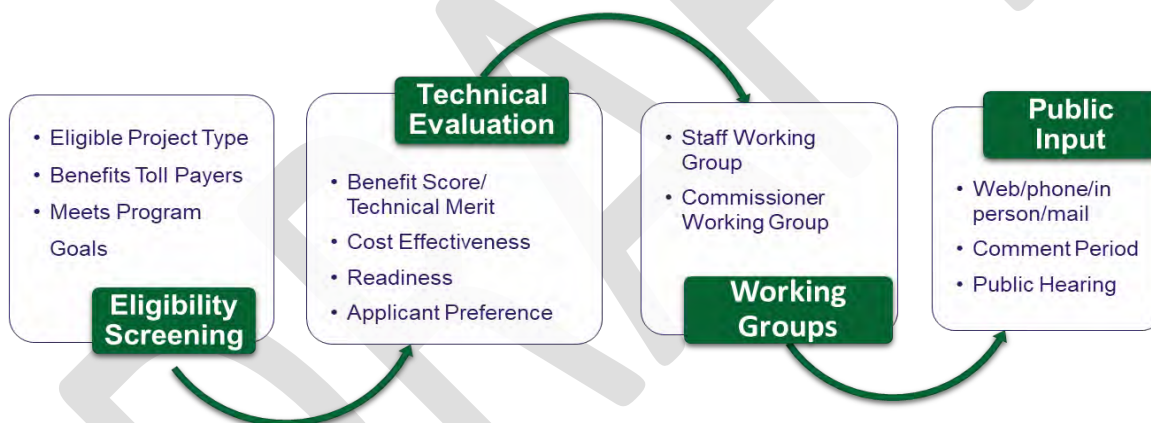 • Eligible Project Type
• Benefits Toll Payers
• Meets Program
Goals
Eligibility
Screening
Technical
Evaluation
• Benefit Score/
Technical Merit
• Cost Effectiveness
• Readiness
• Applicant Preference
• Staff Working
Group
• Commissioner
Working Group
Working
Groups
Public
Input
• Web/phone/in
person/mail
• Comment Period
• Public Hearing